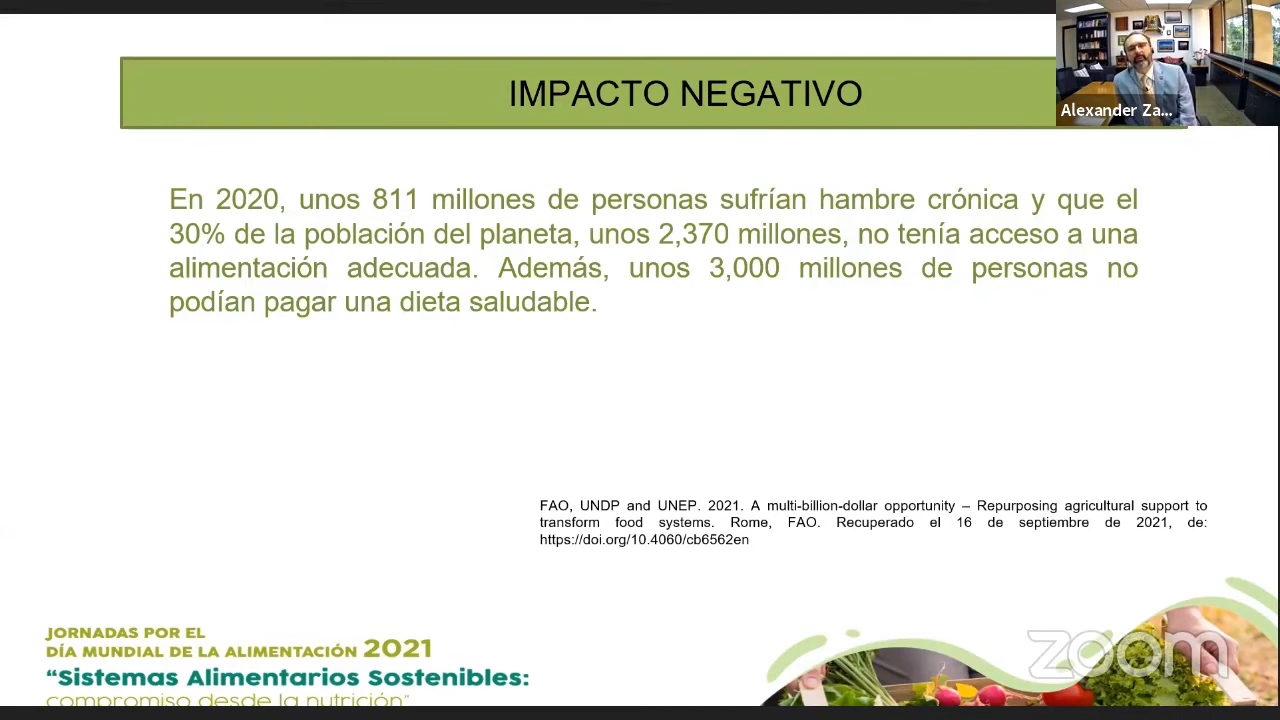 IMPACTO NEGATIVO
Alexander Za...
En 2020, unos 811 millones de personas sufrían hambre crónica y que el
30% de la población del planeta, unos 2,370 millones, no tenía acceso a una
alimentación adecuada. Además, unos 3,000 millones de personas no
podían pagar una dieta saludable.
FAO, UNDP and UNEP. 2021. A multi-billion-dollar opportunity – Repurposing agricultural support to
transform food systems. Rome, FAO. Recuperado el 16 de septiembre de 2021, de:
https://doi.org/10.4060/cb6562en
JORNADAS POR EL
DÍA MUNDIAL DE LA ALIMENTACIÓN 2021
“Sistemas Alimentarios Sostenibles:
compromiso desde la nutrición”
zoom